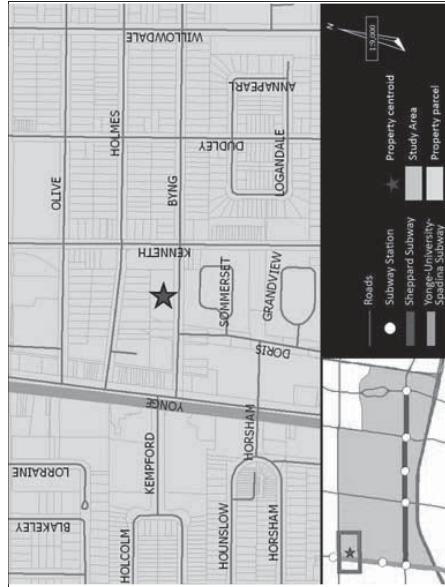 WILLOWDALE
ANNAPEARL
HOLMES
DUDLEY
LOGANDALE
OLIVE
BYNG
KENNETH
SOMMERSET
GRANDVIEW
DORIS
YONGE
LORRAINE
KEMPFORD
HORSHAM
BLAKELEY
HOLCOLM
HOUNSLOW
HORSHAM
N
1:9,000
Roads
Subway Station
Sheppard Subway
Yonge-University-
Spadina Subway
Property centroid
Study Area
Property parcel